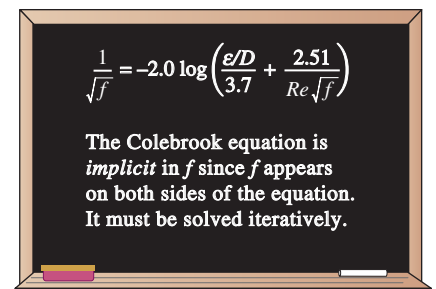 1/√f = –2.0 log(ε/D/3.7 + 2.51/Re√f)
The Colebrook equation is
implicit in f since f appears
on both sides of the equation.
It must be solved iteratively.